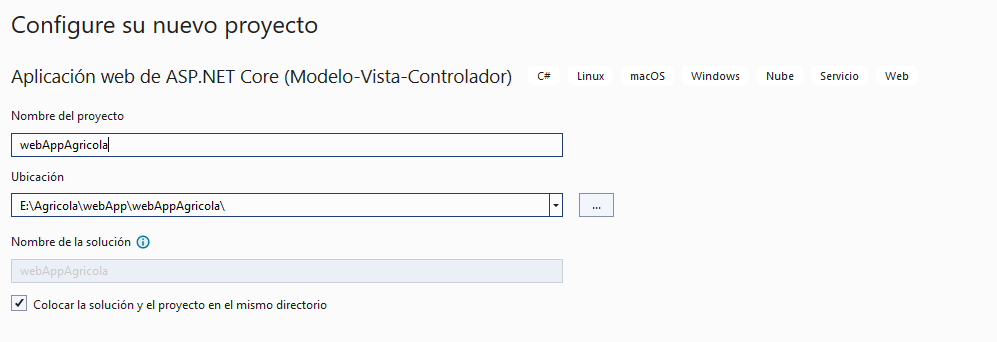 Configure su nuevo proyecto
Aplicación web de ASP.NET Core (Modelo-Vista-Controlador) C# Linux macOS Windows Nube Servicio Web
Nombre del proyecto
webAppAgricola
Ubicación
E:\Agricola\webApp\webAppAgricola\ ...
Nombre de la solución
webAppAgricola
Colocar la solución y el proyecto en el mismo directorio